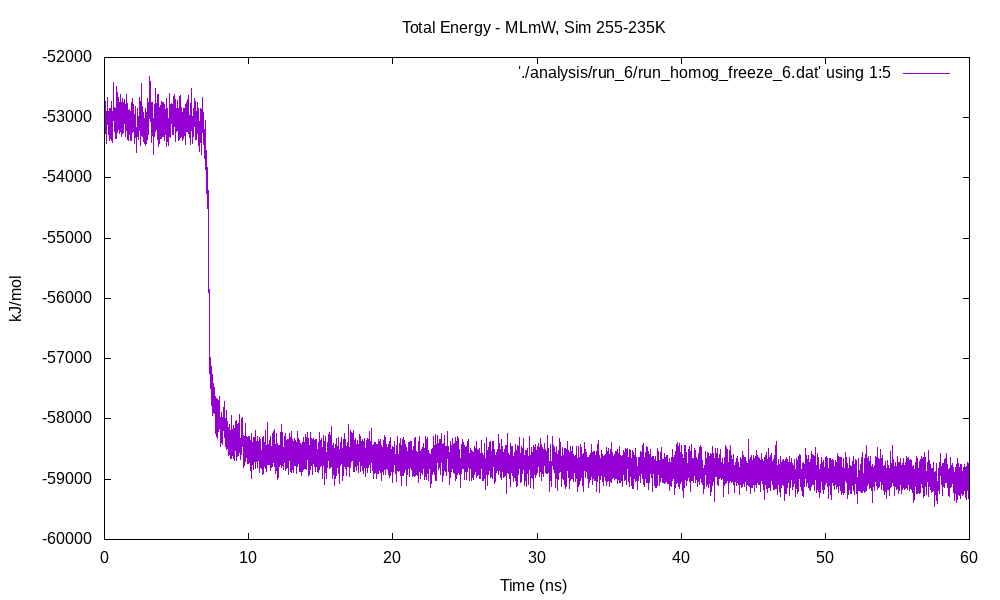 Total Energy - MLmW, Sim 255-235K
'./analysis/run_6/run_homog_freeze_6.dat' using 1:5
-52000
-53000
-54000
-55000
-56000
-57000
-58000
-59000
-60000
kJ/mol
0 10 20 30 40 50 60
Time (ns)